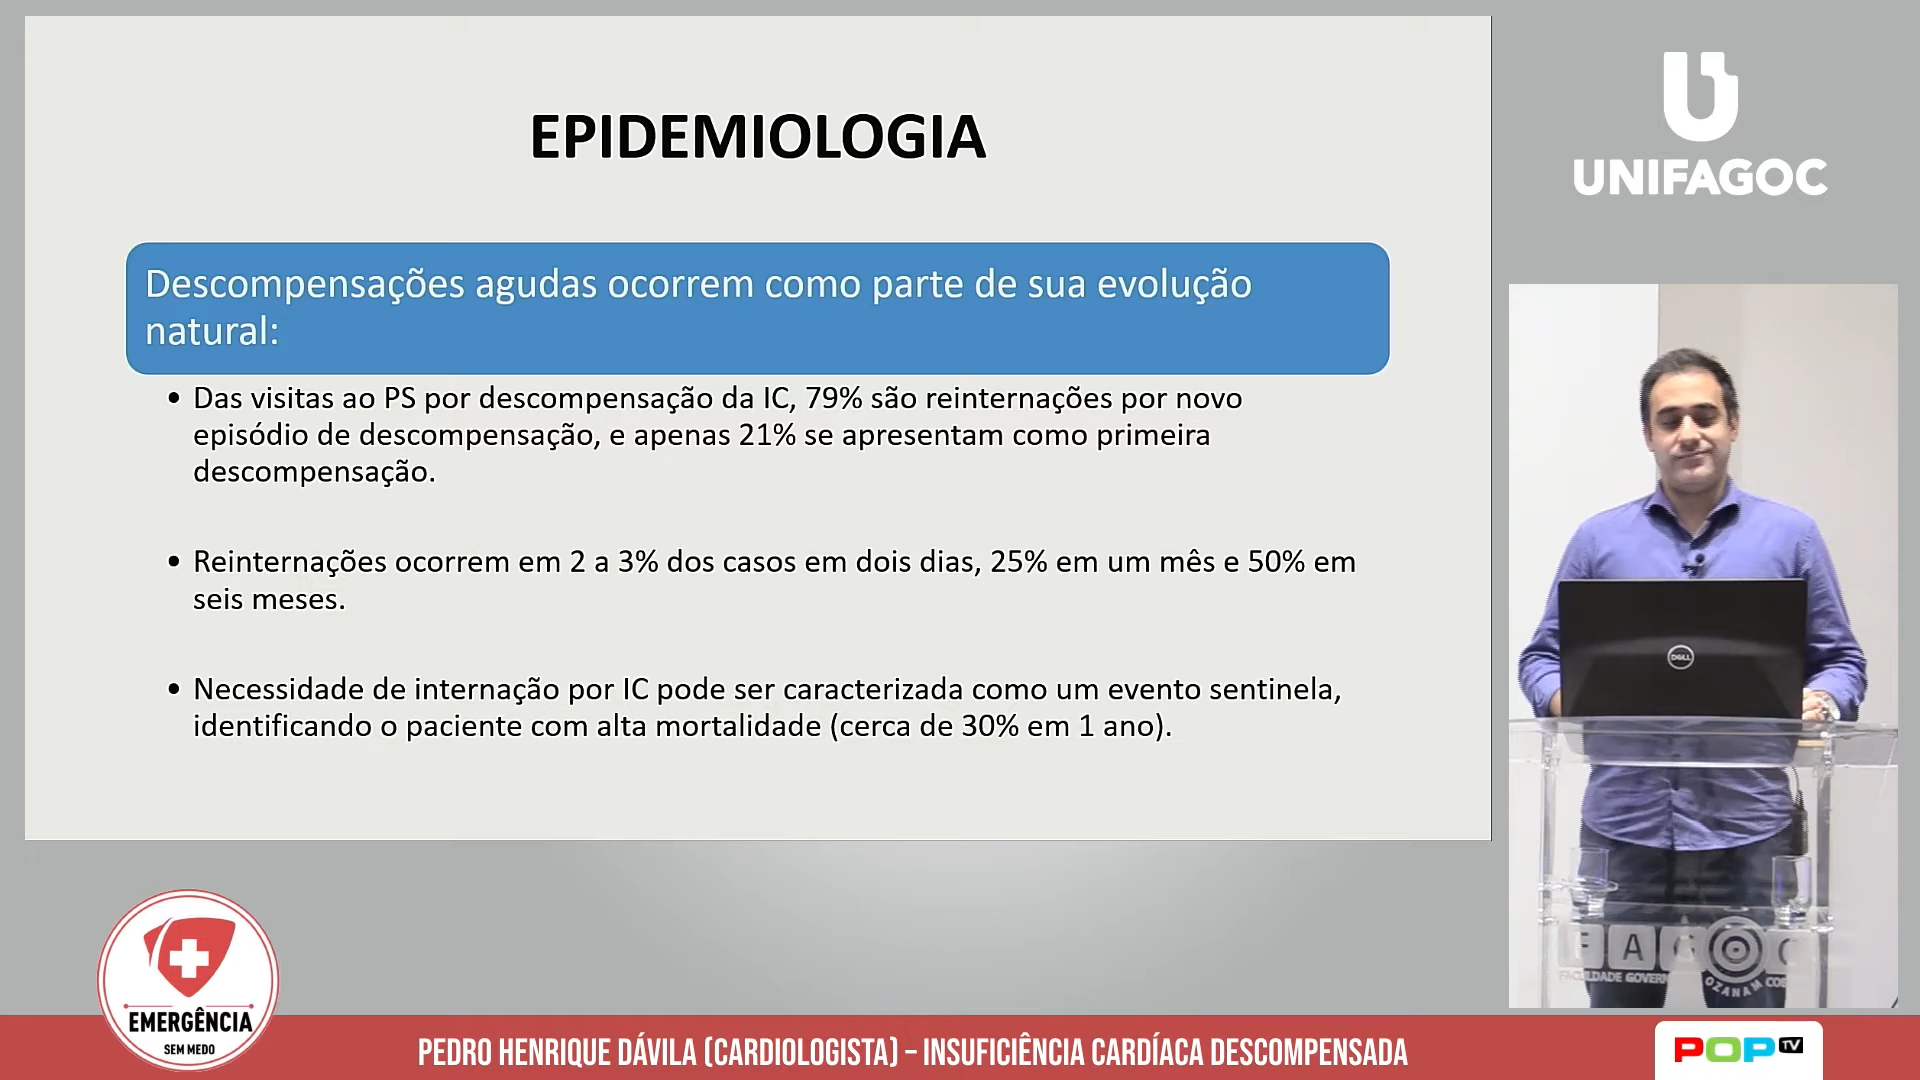 EPIDEMIOLOGIA
Descompensações agudas ocorrem como parte de sua evolução
natural:
• Das visitas ao PS por descompensação da IC, 79% são reinternações por novo
episódio de descompensação, e apenas 21% se apresentam como primeira
descompensação.
• Reinternações ocorrem em 2 a 3% dos casos em dois dias, 25% em um mês e 50% em
seis meses.
• Necessidade de internação por IC pode ser caracterizada como um evento sentinela,
identificando o paciente com alta mortalidade (cerca de 30% em 1 ano).
UNIFAGOC
DELL
FAGOC
OZANAM
EMERGÊNCIA
SEM MEDO
PEDRO HENRIQUE DÁVILA (CARDIOLOGISTA) – INSUFICIÊNCIA CARDÍACA DESCOMPENSADA
POP TV